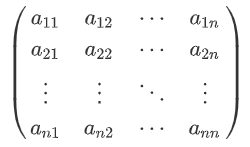 a₁₁ a₁₂ ⋯ a₁ₙ
a₂₁ a₂₂ ⋯ a₂ₙ
⋮ ⋮ ⋱ ⋮
aₙ₁ aₙ₂ ⋯ aₙₙ